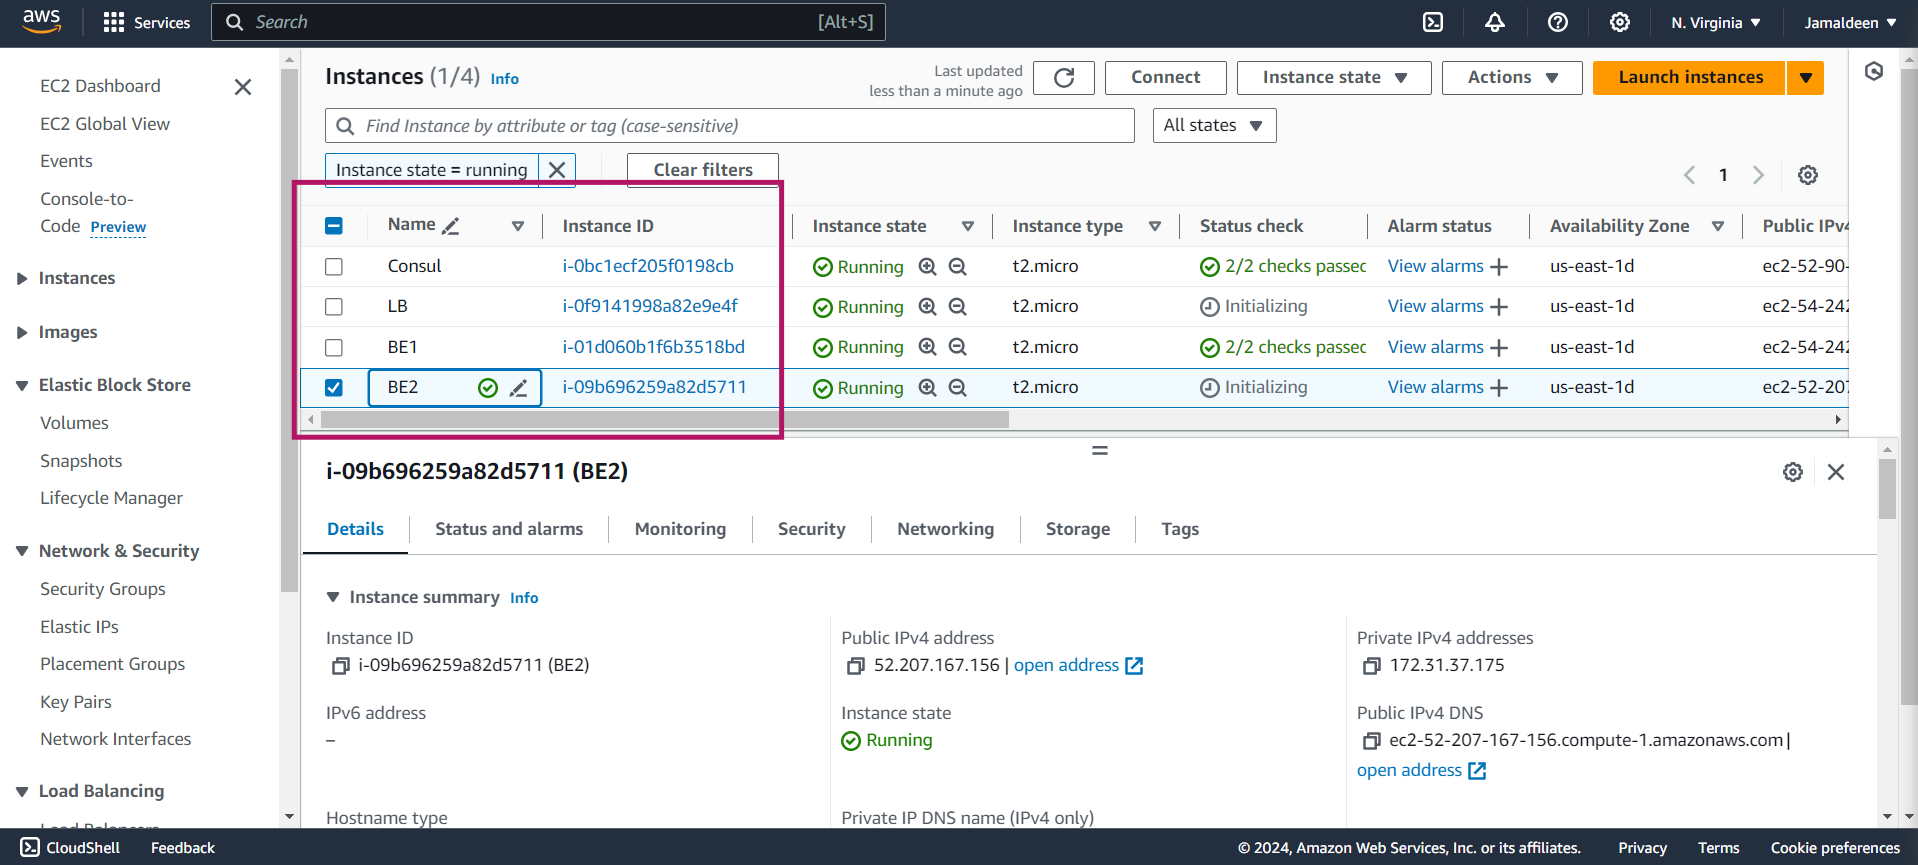 aws Services Search [Alt+S] N. Virginia Jamaldeen
EC2 Dashboard
EC2 Global View
Events
Console-to-
Code Preview
Instances
Images
Elastic Block Store
Volumes
Snapshots
Lifecycle Manager
Network & Security
Security Groups
Elastic IPs
Placement Groups
Key Pairs
Network Interfaces
Load Balancing
Load Balancers
Instances (1/4) Info
Last updated
less than a minute ago
Connect Instance state Actions Launch instances
Find Instance by attribute or tag (case-sensitive) All states
Instance state = running Clear filters
1
Name Instance ID Instance state Instance type Status check Alarm status Availability Zone Public IPv4
Consul i-0bc1ecf205f0198cb Running t2.micro 2/2 checks passed View alarms us-east-1d ec2-52-90-
LB i-0f9141998a82e9e4f Running t2.micro Initializing View alarms us-east-1d ec2-54-242
BE1 i-01d060b1f6b3518bd Running t2.micro 2/2 checks passed View alarms us-east-1d ec2-54-242
BE2 i-09b696259a82d5711 Running t2.micro Initializing View alarms us-east-1d ec2-52-207
i-09b696259a82d5711 (BE2)
Details Status and alarms Monitoring Security Networking Storage Tags
Instance summary Info
Instance ID
i-09b696259a82d5711 (BE2)
Public IPv4 address
52.207.167.156 | open address
Private IPv4 addresses
172.31.37.175
IPv6 address
–
Instance state
Running
Public IPv4 DNS
ec2-52-207-167-156.compute-1.amazonaws.com |
open address
Hostname type
Private IP DNS name (IPv4 only)
CloudShell Feedback © 2024, Amazon Web Services, Inc. or its affiliates. Privacy Terms Cookie preferences